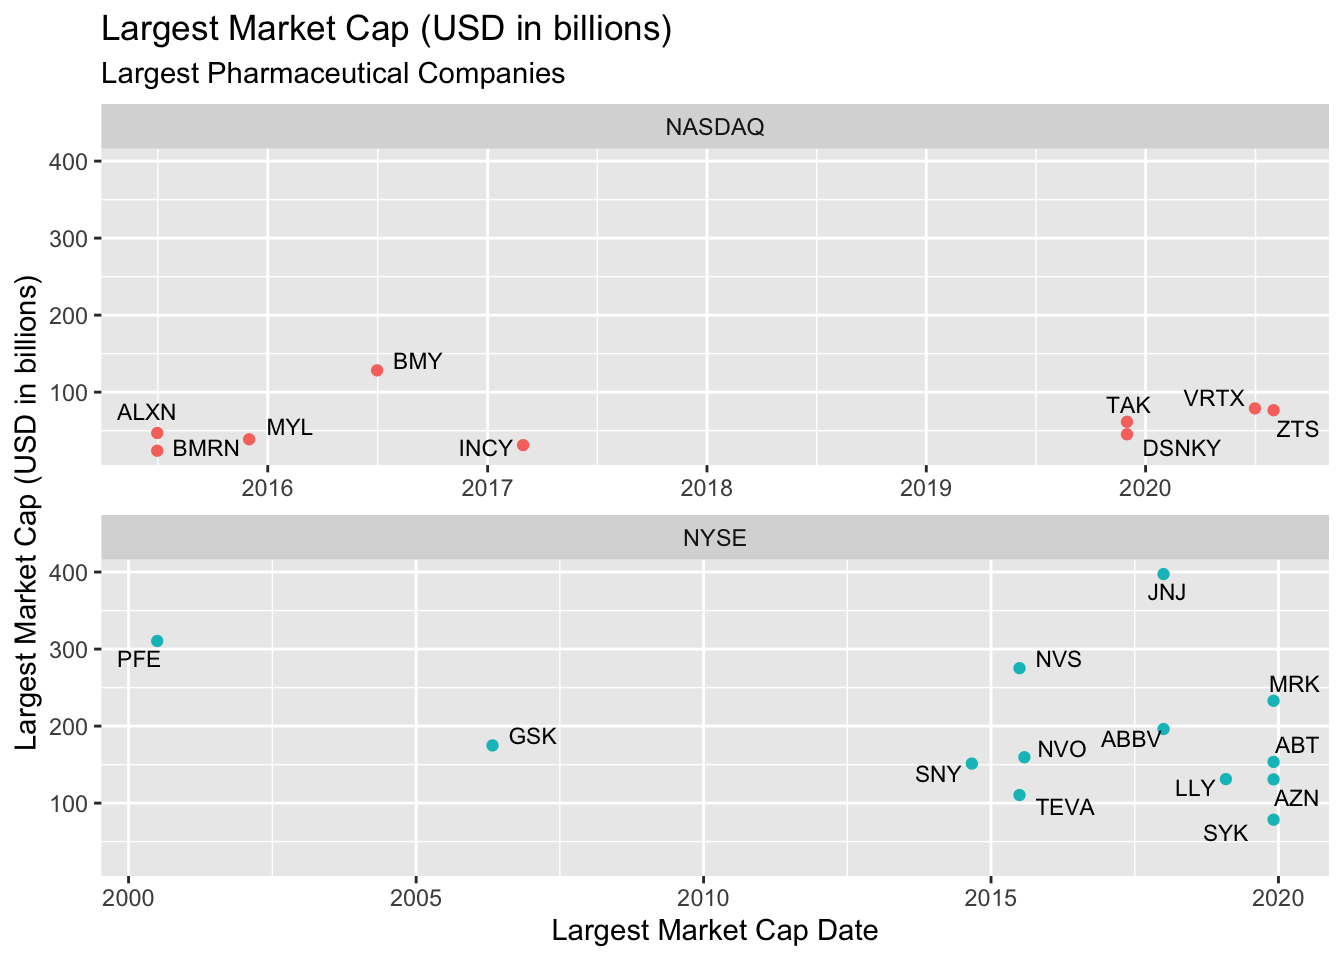 Largest Market Cap (USD in billions)
Largest Pharmaceutical Companies
Largest Market Cap (USD in billions)
NASDAQ
400
300
200
100
BMY
ALXN
MYL
BMRN
INCY
TAK
DSNKY
VRTX
ZTS
2016
2017
2018
2019
2020
NYSE
400
300
200
100
JNJ
PFE
NVS
MRK
GSK
ABBV
NVO
ABT
SNY
LLY
AZN
TEVA
SYK
2000
2005
2010
2015
2020
Largest Market Cap Date